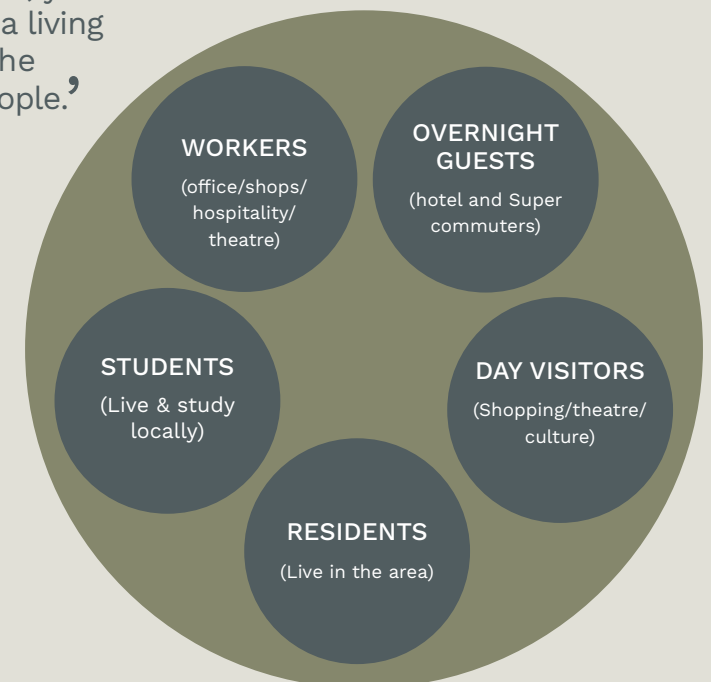 a living
he
ople.’
WORKERS
(office/shops/
hospitality/
theatre)
OVERNIGHT
GUESTS
(hotel and Super
commuters)
STUDENTS
(Live & study
locally)
DAY VISITORS
(Shopping/theatre/
culture)
RESIDENTS
(Live in the area)